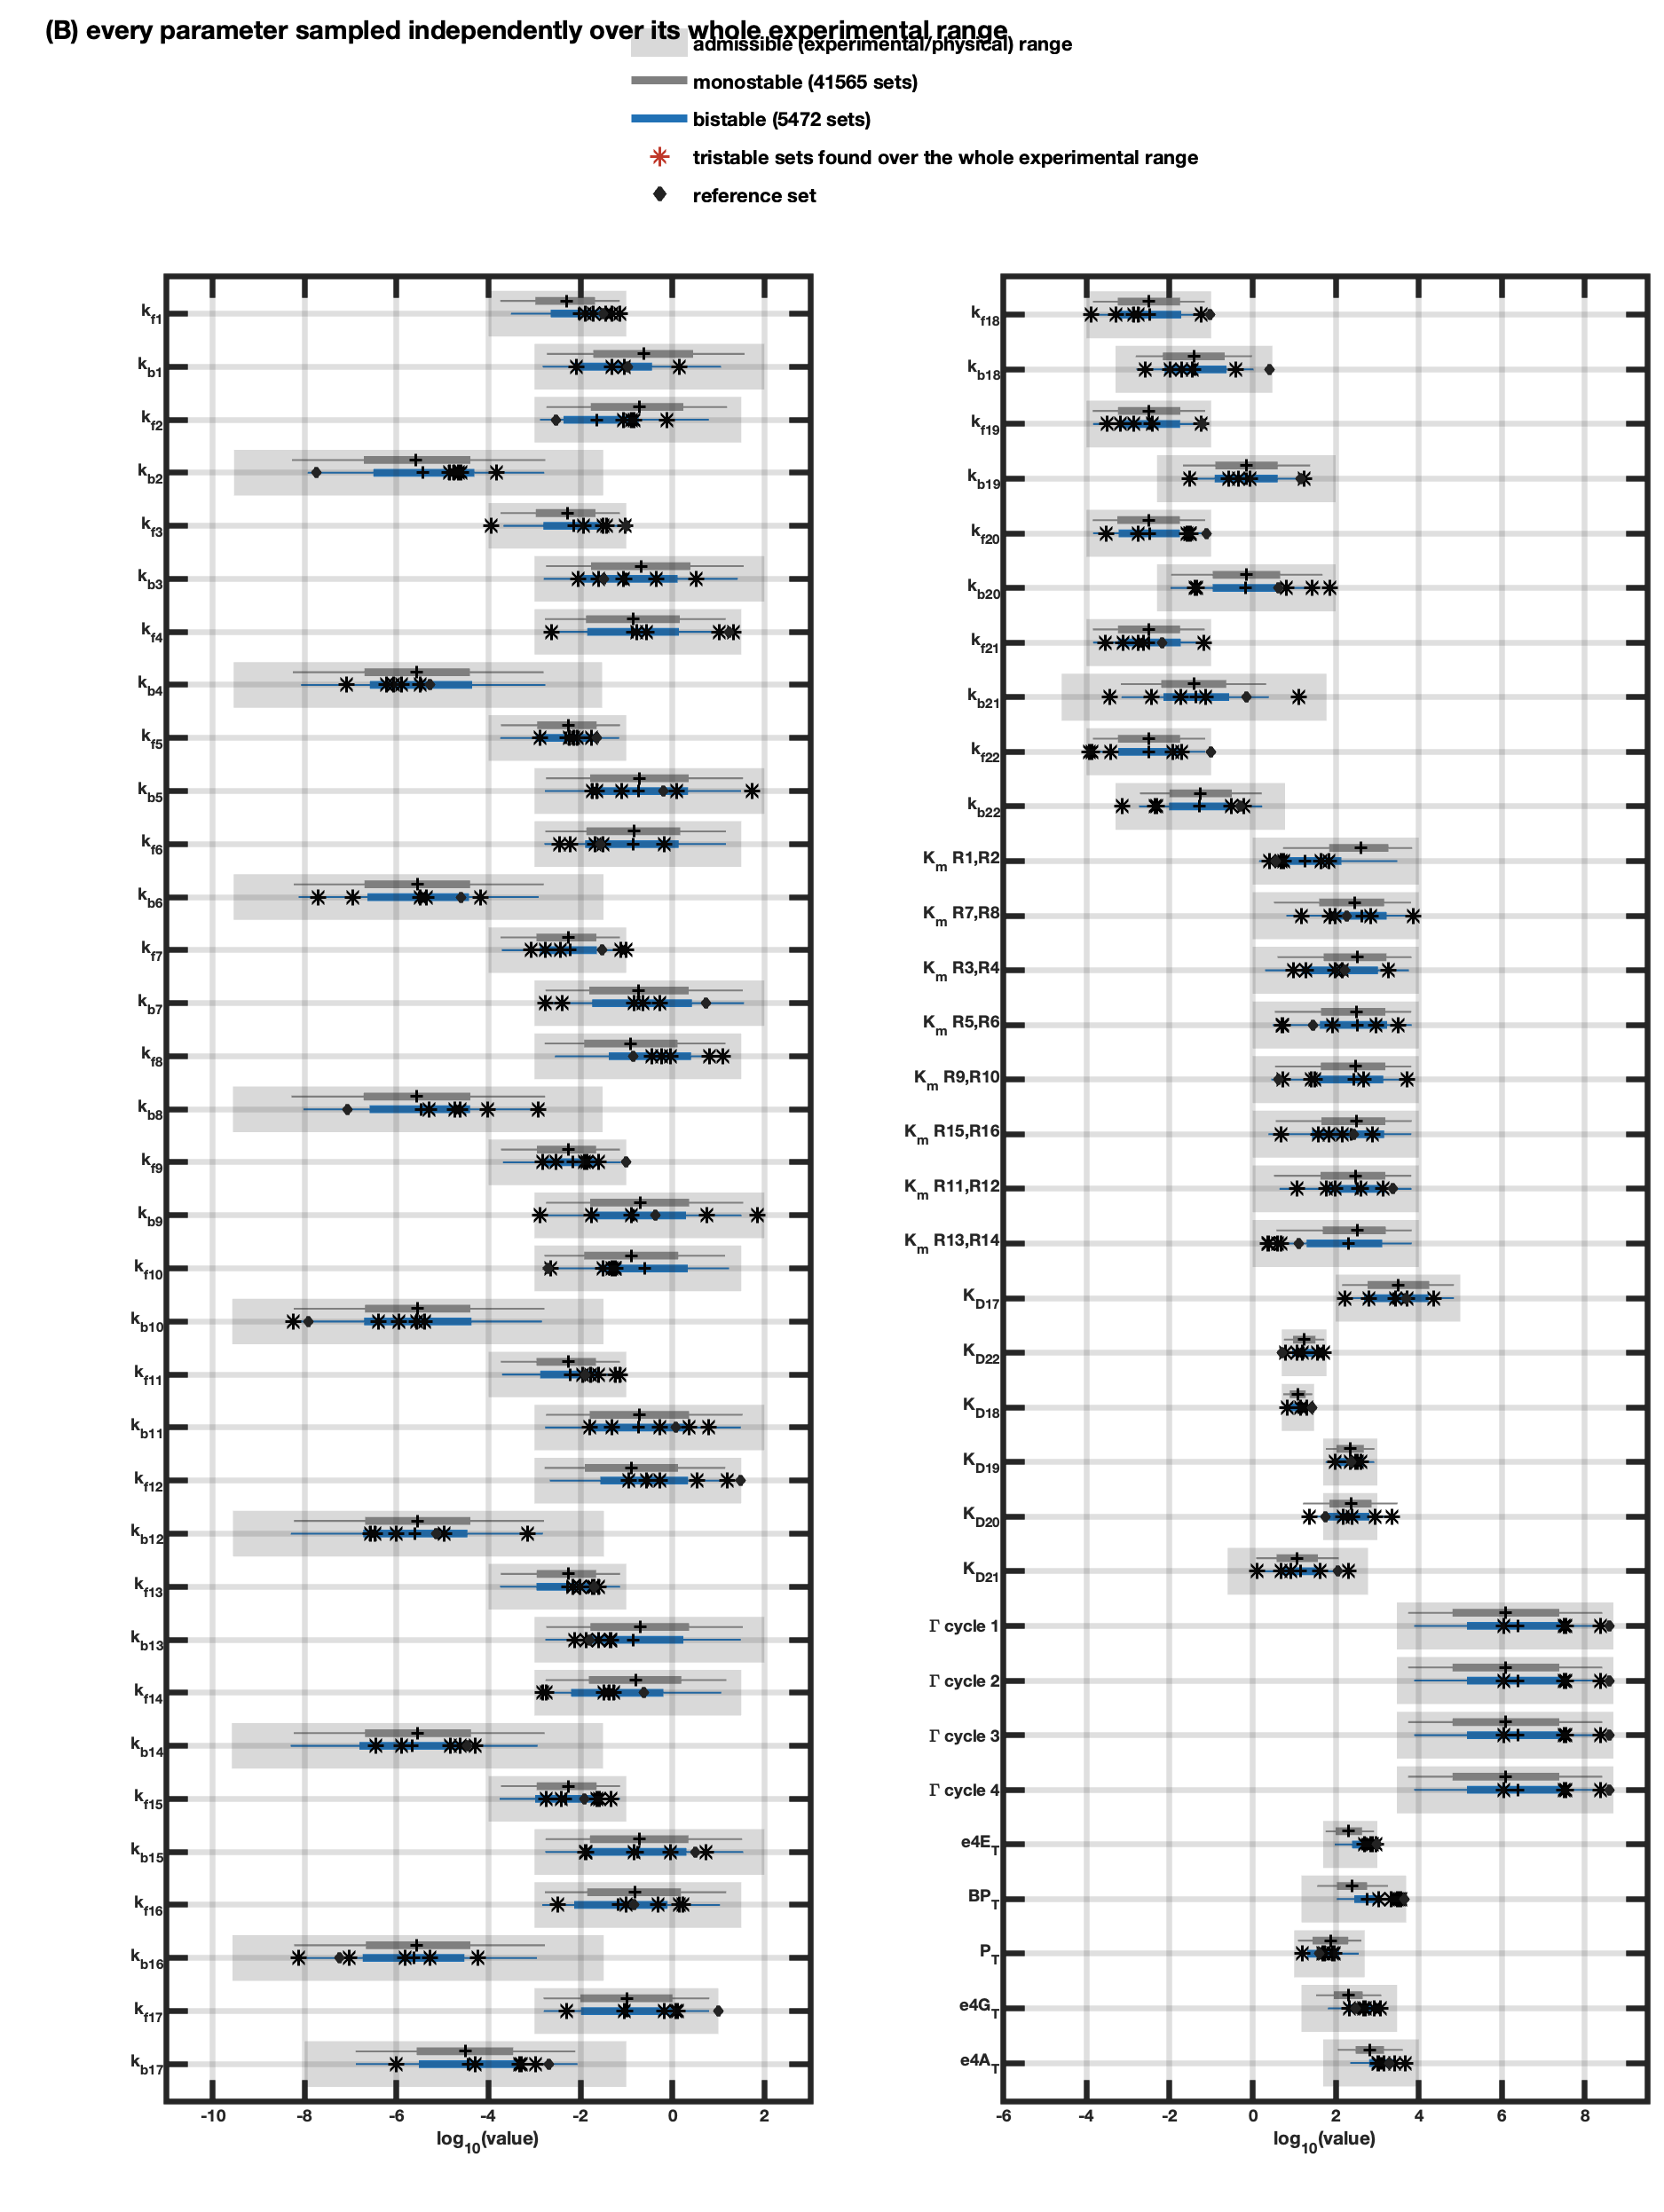 (B) every parameter sampled independently over its whole experimental range
admissible (experimental/physical) range
monostable (41565 sets)
bistable (5472 sets)
tristable sets found over the whole experimental range
reference set
kf1
kb1
kf2
kb2
kf3
kb3
kf4
kb4
kf5
kb5
kf6
kb6
kf7
kb7
kf8
kb8
kf9
kb9
kf10
kb10
kf11
kb11
kf12
kb12
kf13
kb13
kf14
kb14
kf15
kb15
kf16
kb16
kf17
kb17
-10 -8 -6 -4 -2 0 2
log10(value)
kf18
kb18
kf19
kb19
kf20
kb20
kf21
kb21
kf22
kb22
Km R1,R2
Km R7,R8
Km R3,R4
Km R5,R6
Km R9,R10
Km R15,R16
Km R11,R12
Km R13,R14
KD17
KD22
KD18
KD19
KD20
KD21
Γ cycle 1
Γ cycle 2
Γ cycle 3
Γ cycle 4
e4ET
BPT
PT
e4GT
e4AT
-6 -4 -2 0 2 4 6 8
log10(value)